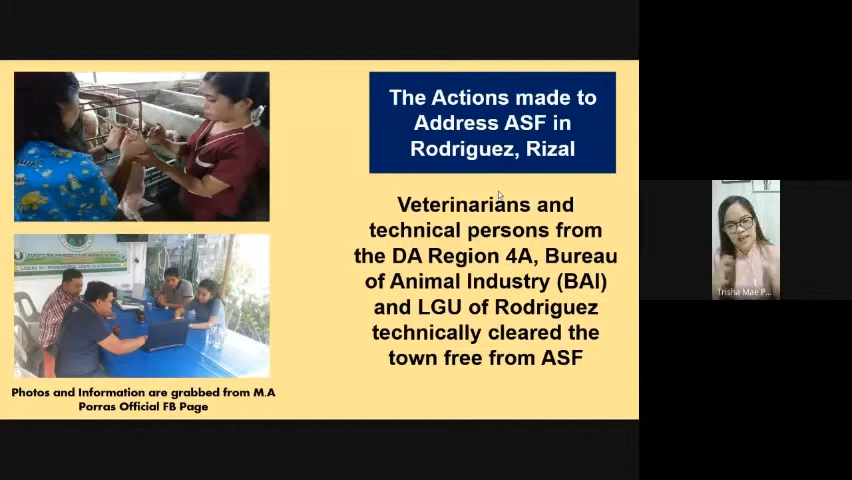 The Actions made to
Address ASF in
Rodriguez, Rizal
Veterinarians and
technical persons from
the DA Region 4A, Bureau
of Animal Industry (BAI)
and LGU of Rodriguez
technically cleared the
town free from ASF
Photos and Information are grabbed from M.A
Porras Official FB Page
Trisha Mae P...